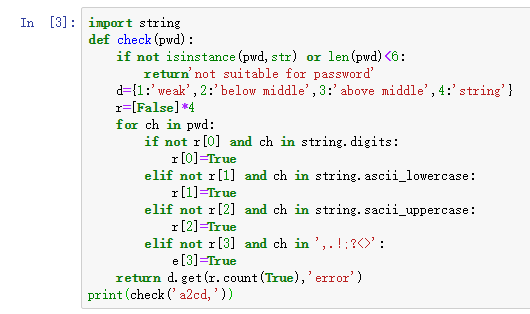 In [3]: import string
def check(pwd):
    if not isinstance(pwd,str) or len(pwd)<6:
        return'not suitable for password'
    d={1:'weak',2:'below middle',3:'above middle',4:'string'}
    r=[False]*4
    for ch in pwd:
        if not r[0] and ch in string.digits:
            r[0]=True
        elif not r[1] and ch in string.ascii_lowercase:
            r[1]=True
        elif not r[2] and ch in string.sacii_uppercase:
            r[2]=True
        elif not r[3] and ch in ',.!;?<>':
            e[3]=True
    return d.get(r.count(True),'error')
print(check('a2cd,'))